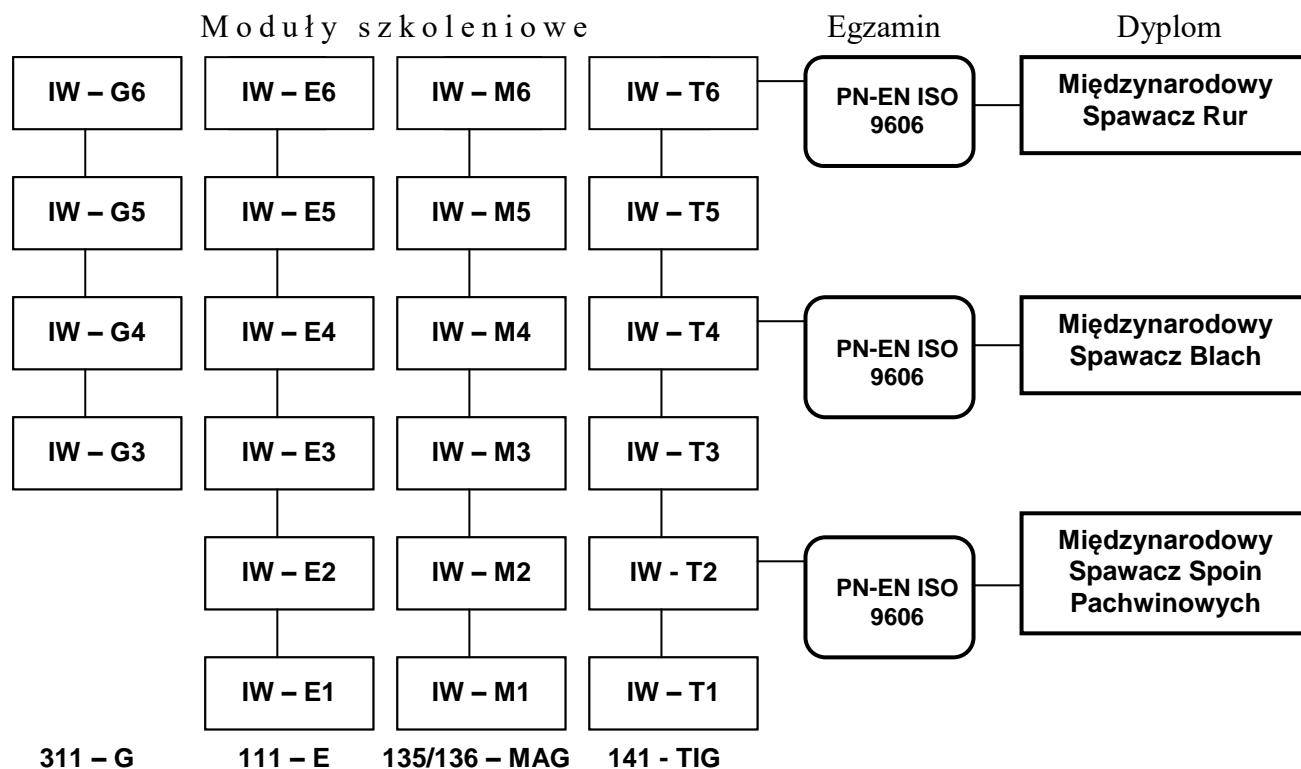 Moduły szkoleniowe Egzamin Dyplom
IW – G6 IW – E6 IW – M6 IW – T6
PN-EN ISO
9606
Międzynarodowy
Spawacz Rur
IW – G5 IW – E5 IW – M5 IW – T5
IW – G4 IW – E4 IW – M4 IW – T4
PN-EN ISO
9606
Międzynarodowy
Spawacz Blach
IW – G3 IW – E3 IW – M3 IW – T3
IW – E2 IW – M2 IW - T2
PN-EN ISO
9606
Międzynarodowy
Spawacz Spoin
Pachwinowych
IW – E1 IW – M1 IW – T1
311 – G 111 – E 135/136 – MAG 141 - TIG